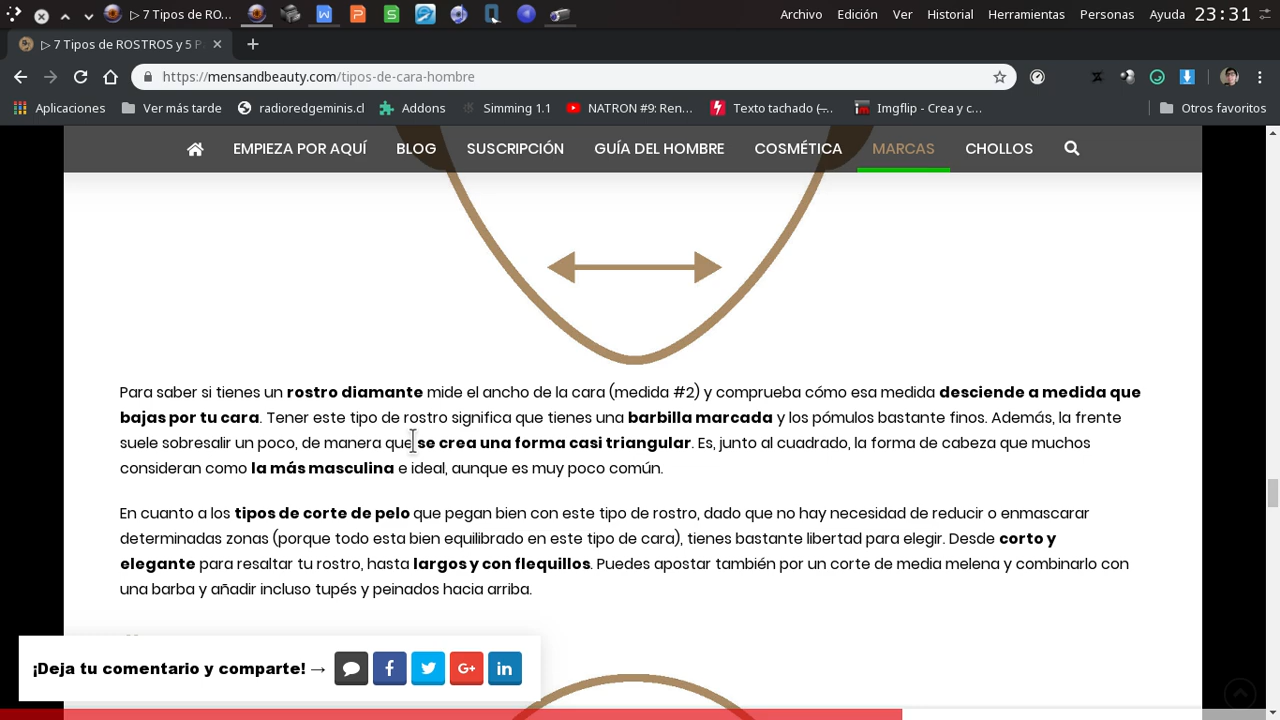 ▷ 7 Tipos de RO...
Archivo Edición Ver Historial Herramientas Personas Ayuda 23:31
▷ 7 Tipos de ROSTROS y 5 P
https://mensandbeauty.com/tipos-de-cara-hombre
Aplicaciones Ver más tarde radioredgeminis.cl Addons Simming 1.1 NATRON #9: Ren... Texto tachado (... Imgflip - Crea y c... Otros favoritos
EMPIEZA POR AQUÍ BLOG SUSCRIPCIÓN GUÍA DEL HOMBRE COSMÉTICA MARCAS CHOLLOS
Para saber si tienes un rostro diamante mide el ancho de la cara (medida #2) y comprueba cómo esa medida desciende a medida que
bajas por tu cara. Tener este tipo de rostro significa que tienes una barbilla marcada y los pómulos bastante finos. Además, la frente
suele sobresalir un poco, de manera que se crea una forma casi triangular. Es, junto al cuadrado, la forma de cabeza que muchos
consideran como la más masculina e ideal, aunque es muy poco común.
En cuanto a los tipos de corte de pelo que pegan bien con este tipo de rostro, dado que no hay necesidad de reducir o enmascarar
determinadas zonas (porque todo esta bien equilibrado en este tipo de cara), tienes bastante libertad para elegir. Desde corto y
elegante para resaltar tu rostro, hasta largos y con flequillos. Puedes apostar también por un corte de media melena y combinarlo con
una barba y añadir incluso tupés y peinados hacia arriba.
¡Deja tu comentario y comparte! →